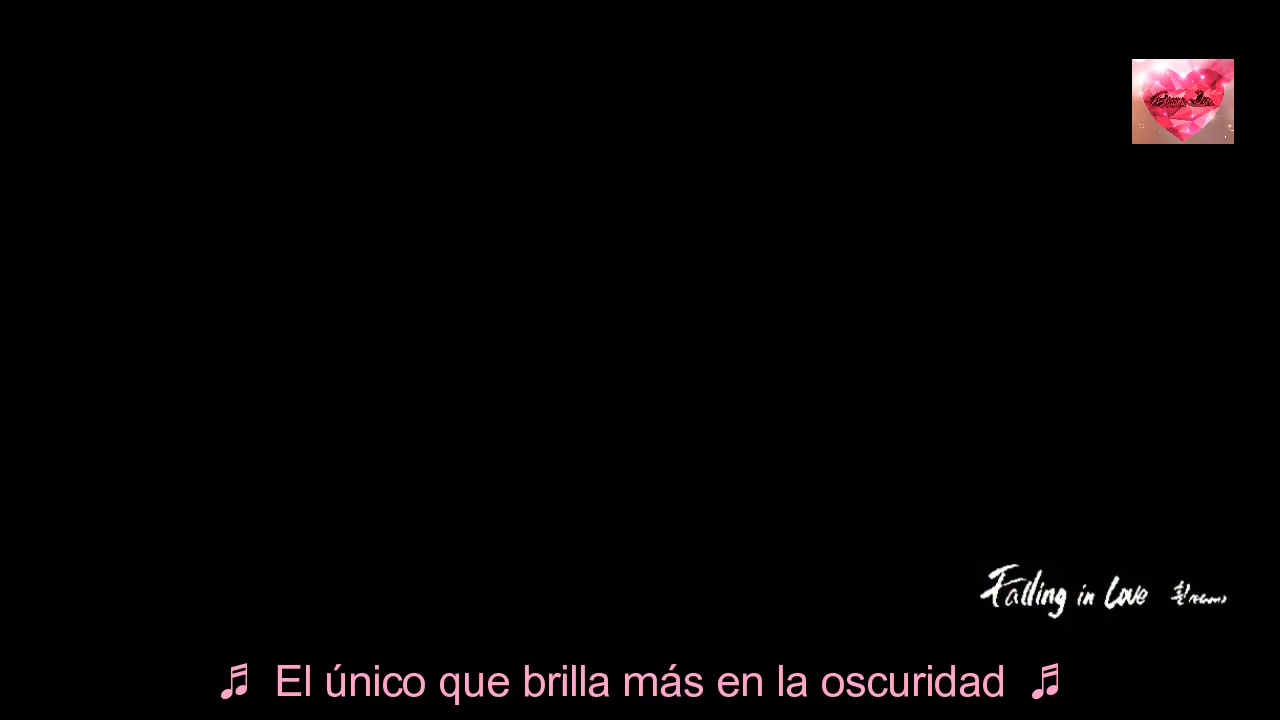 Falling in Love
♫ El único que brilla más en la oscuridad ♫